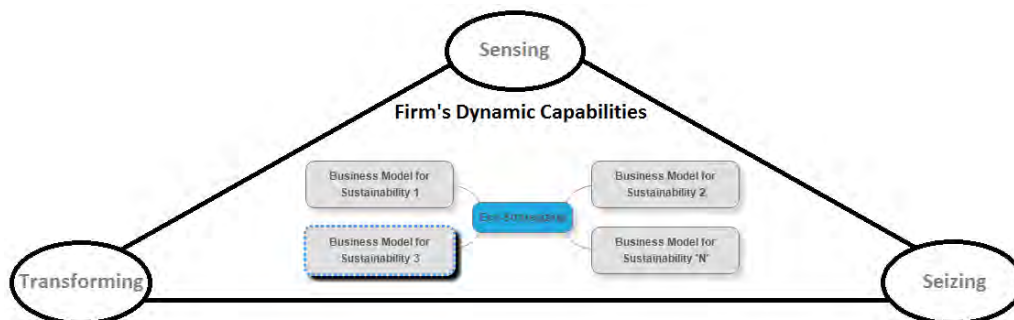 Sensing
Firm's Dynamic Capabilities
Business Model for
Sustainability 1
Business Model for
Sustainability 2
Business Model for
Sustainability 3
Business Model for
Sustainability "N"
Transforming
Seizing